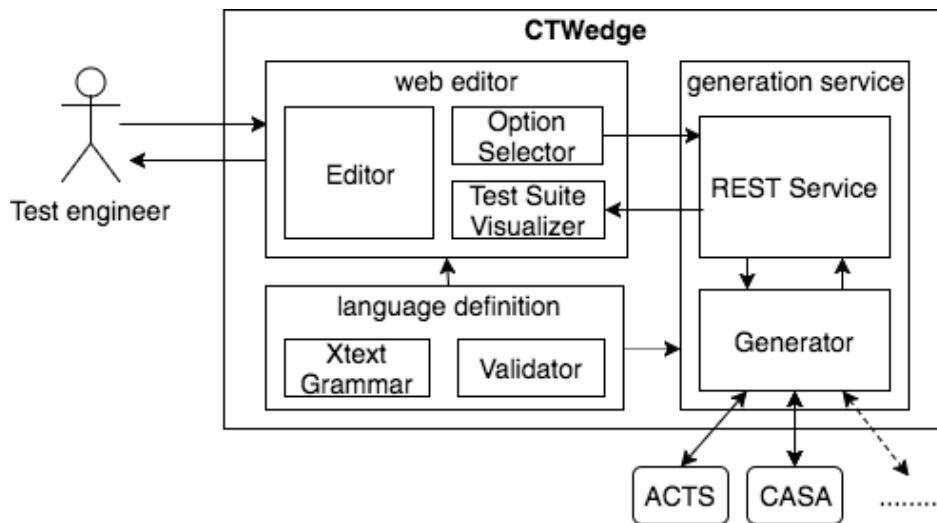 CTWedge
web editor
generation service
Editor
Option
Selector
Test Suite
Visualizer
REST Service
Test engineer
language definition
Xtext
Grammar
Validator
Generator
ACTS
CASA
.........